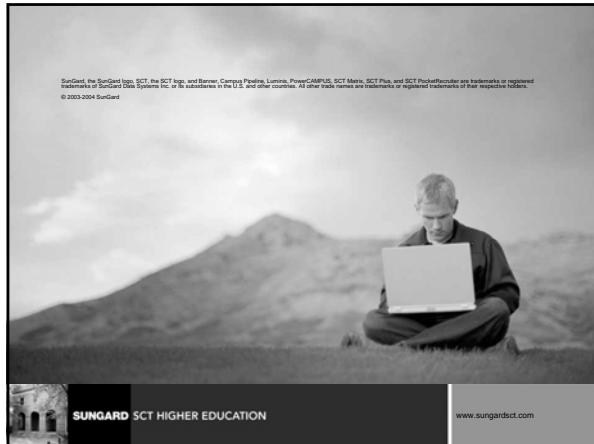 SunGard, the SunGard logo, SCT, the SCT logo, and Banner, Campus Pipeline, Luminis, PowerCAMPUS, SCT Matrix, SCT Plus, and SCT PocketRecruiter are trademarks or registered
trademarks of SunGard Data Systems Inc. or its subsidiaries in the U.S. and other countries. All other trade names are trademarks or registered trademarks of their respective holders.
© 2003-2004 SunGard
SUNGARD SCT HIGHER EDUCATION
www.sungardsct.com